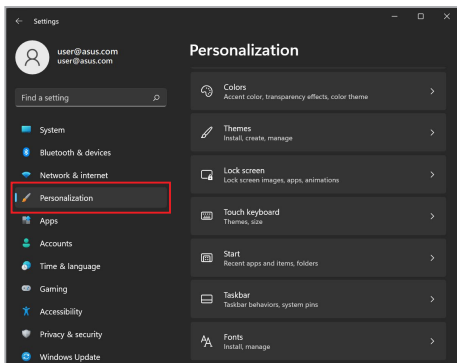 Settings
user@asus.com
user@asus.com
Find a setting
System
Bluetooth & devices
Network & internet
Personalization
Apps
Accounts
Time & language
Gaming
Accessibility
Privacy & security
Windows Update
Personalization
Colors
Accent color, transparency effects, color theme
Themes
Install, create, manage
Lock screen
Lock screen images, apps, animations
Touch keyboard
Themes, size
Start
Recent apps and items, folders
Taskbar
Taskbar behaviors, system pins
Fonts
Install, manage